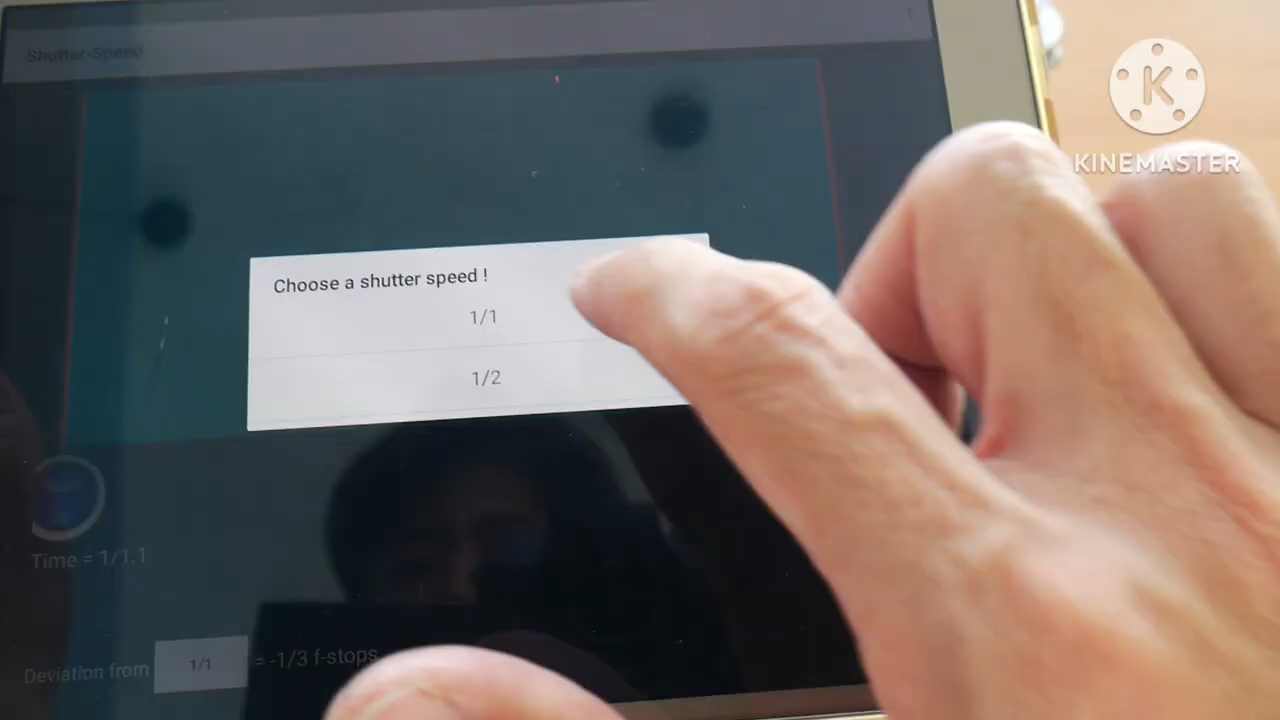 Shutter-Speed
K
KINEMASTER
Choose a shutter speed !
1/1
1/2
Time = 1/1.1
Deviation from 1/1 = -1/3 f-stops